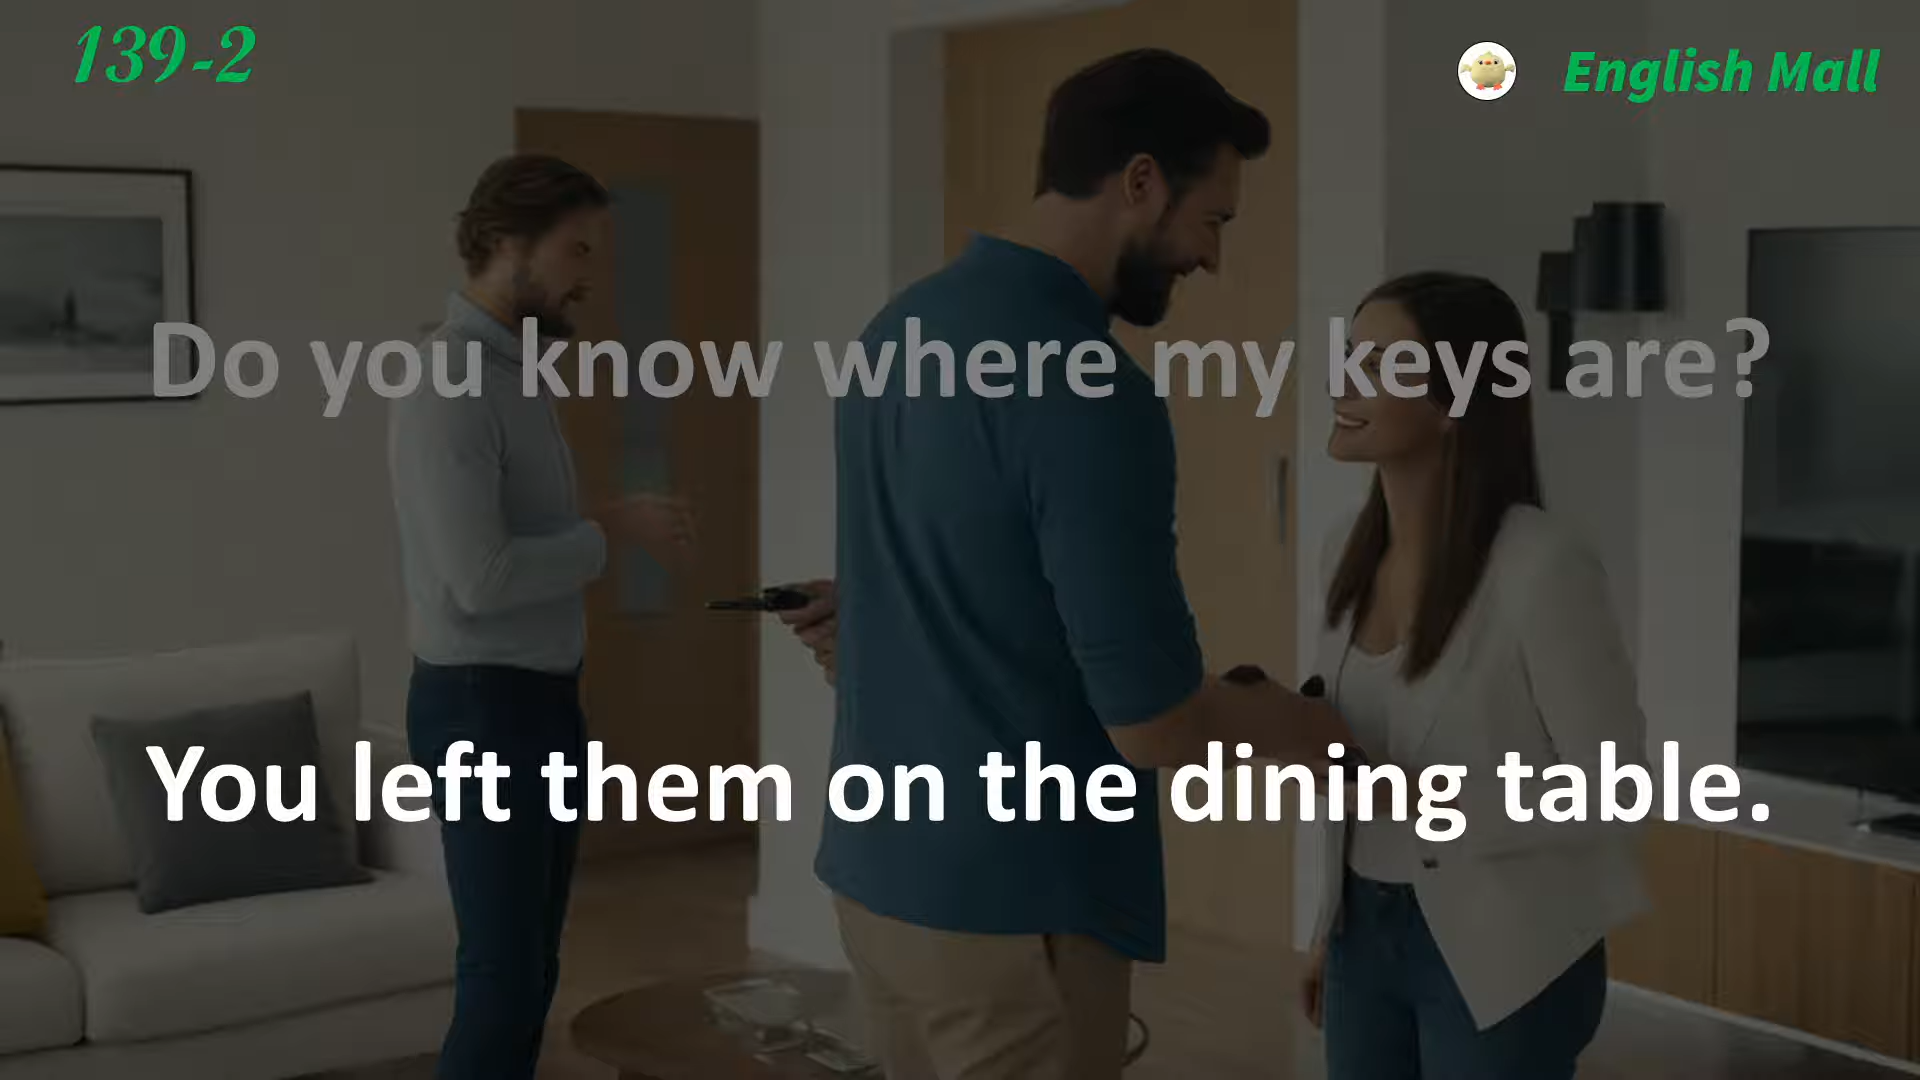 139-2
English Mall
Do you know where my keys are?
You left them on the dining table.